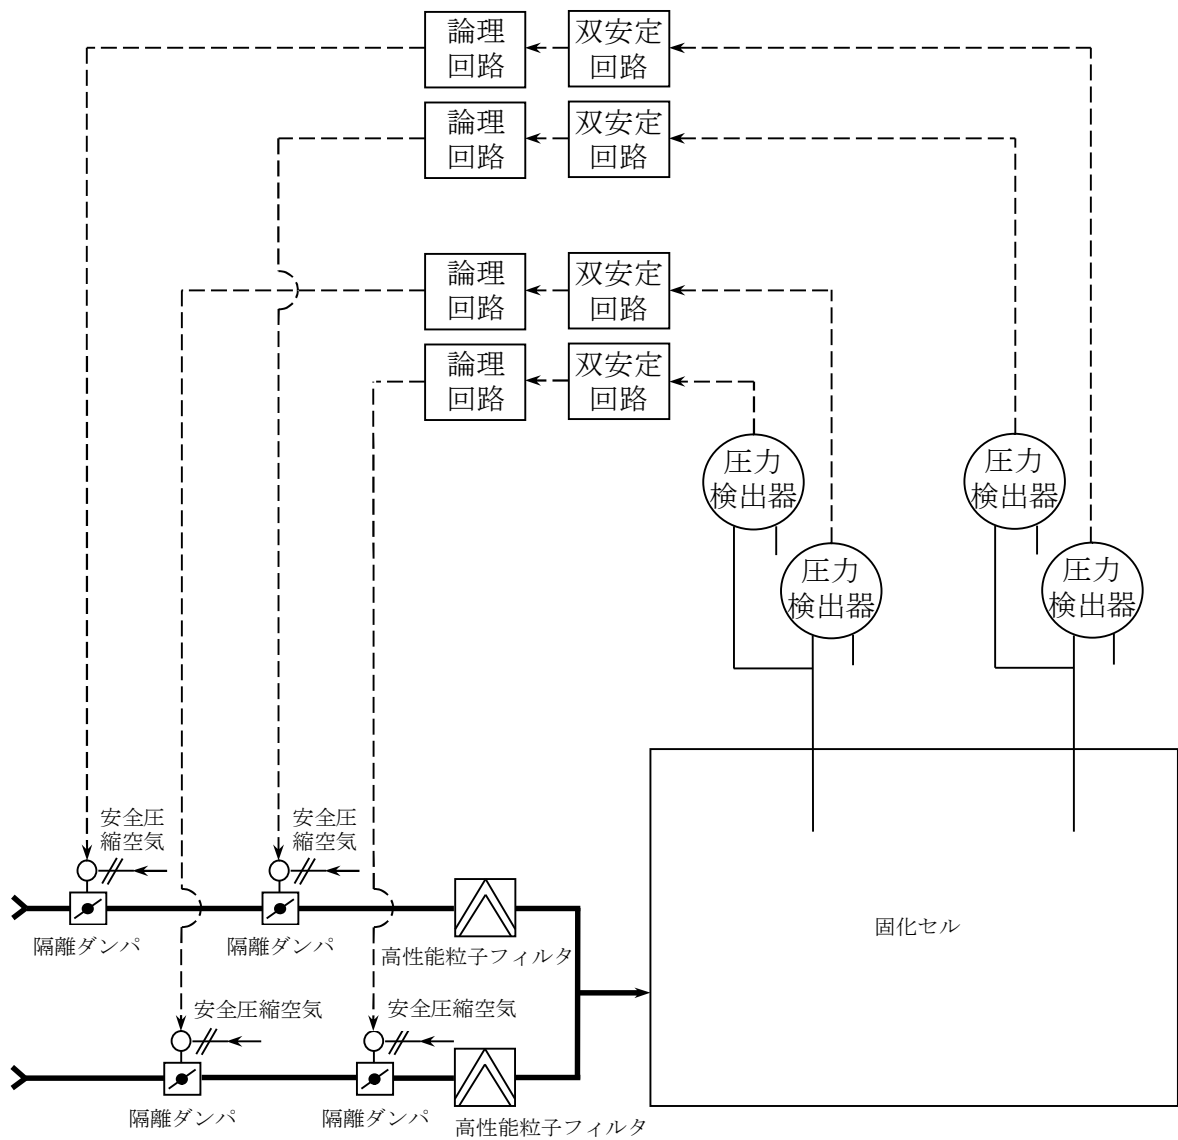 論理
回路
双安定
回路
論理
回路
双安定
回路
論理
回路
双安定
回路
論理
回路
双安定
回路
圧力
検出器
圧力
検出器
圧力
検出器
圧力
検出器
安全圧
縮空気
安全圧
縮空気
隔離ダンパ
隔離ダンパ
高性能粒子フィルタ
固化セル
安全圧縮空気
安全圧縮空気
隔離ダンパ
隔離ダンパ
高性能粒子フィルタ